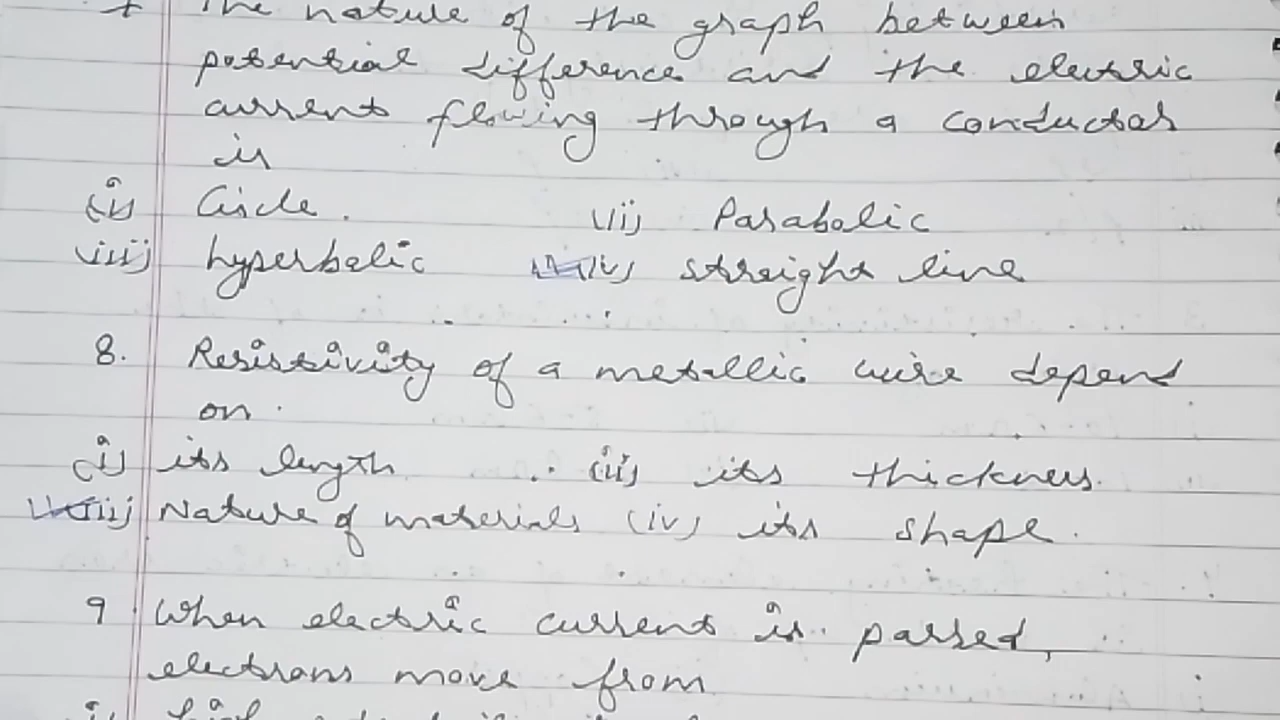 The nature of the graph between
potential difference and the electric
current flowing through a conductor
is
(i) Circle. (ii) Parabolic
(iii) hyperbolic (iv) streight line
8. Resistivity of a metallic wire depend
on.
(i) its length (ii) its thickness.
(iii) Nature of materials (iv) its shape.
9 When electric current is passed,
electrons move from